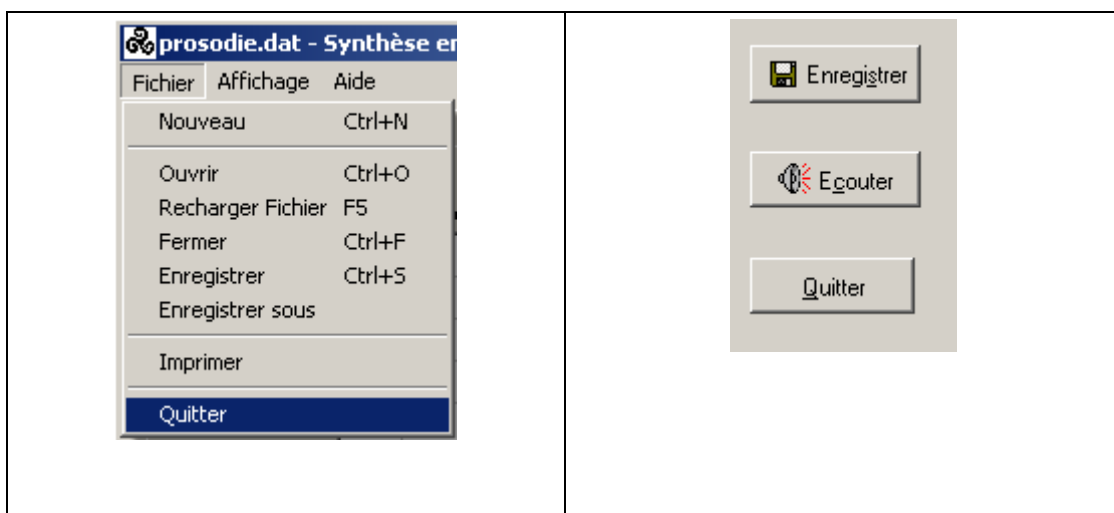 prosodie.dat - Synthèse
Fichier Affichage Aide
Nouveau Ctrl+N
Ouvrir Ctrl+O
Recharger Fichier F5
Fermer Ctrl+F
Enregistrer Ctrl+S
Enregistrer sous
Imprimer
Quitter
Enregistrer
Ecouter
Quitter